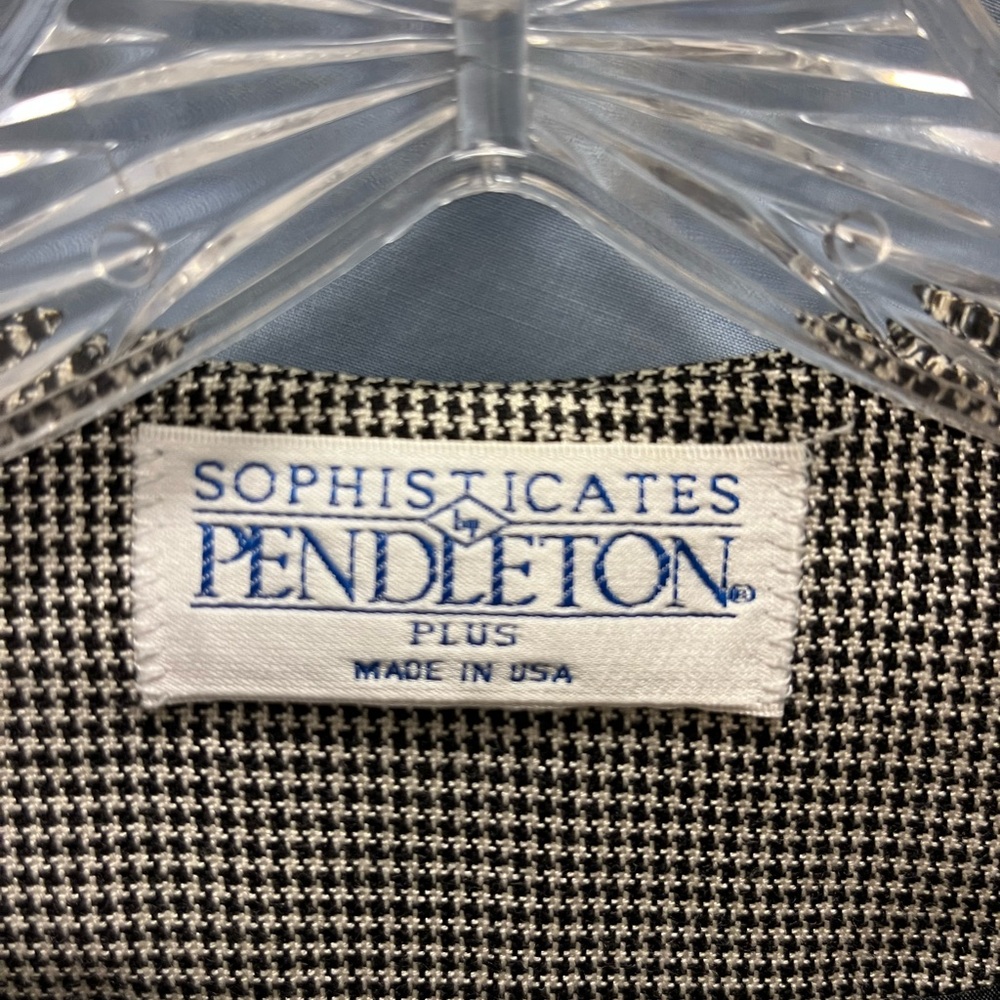 SOPHISTICATES
by
PENDLETON®
PLUS
MADE IN USA